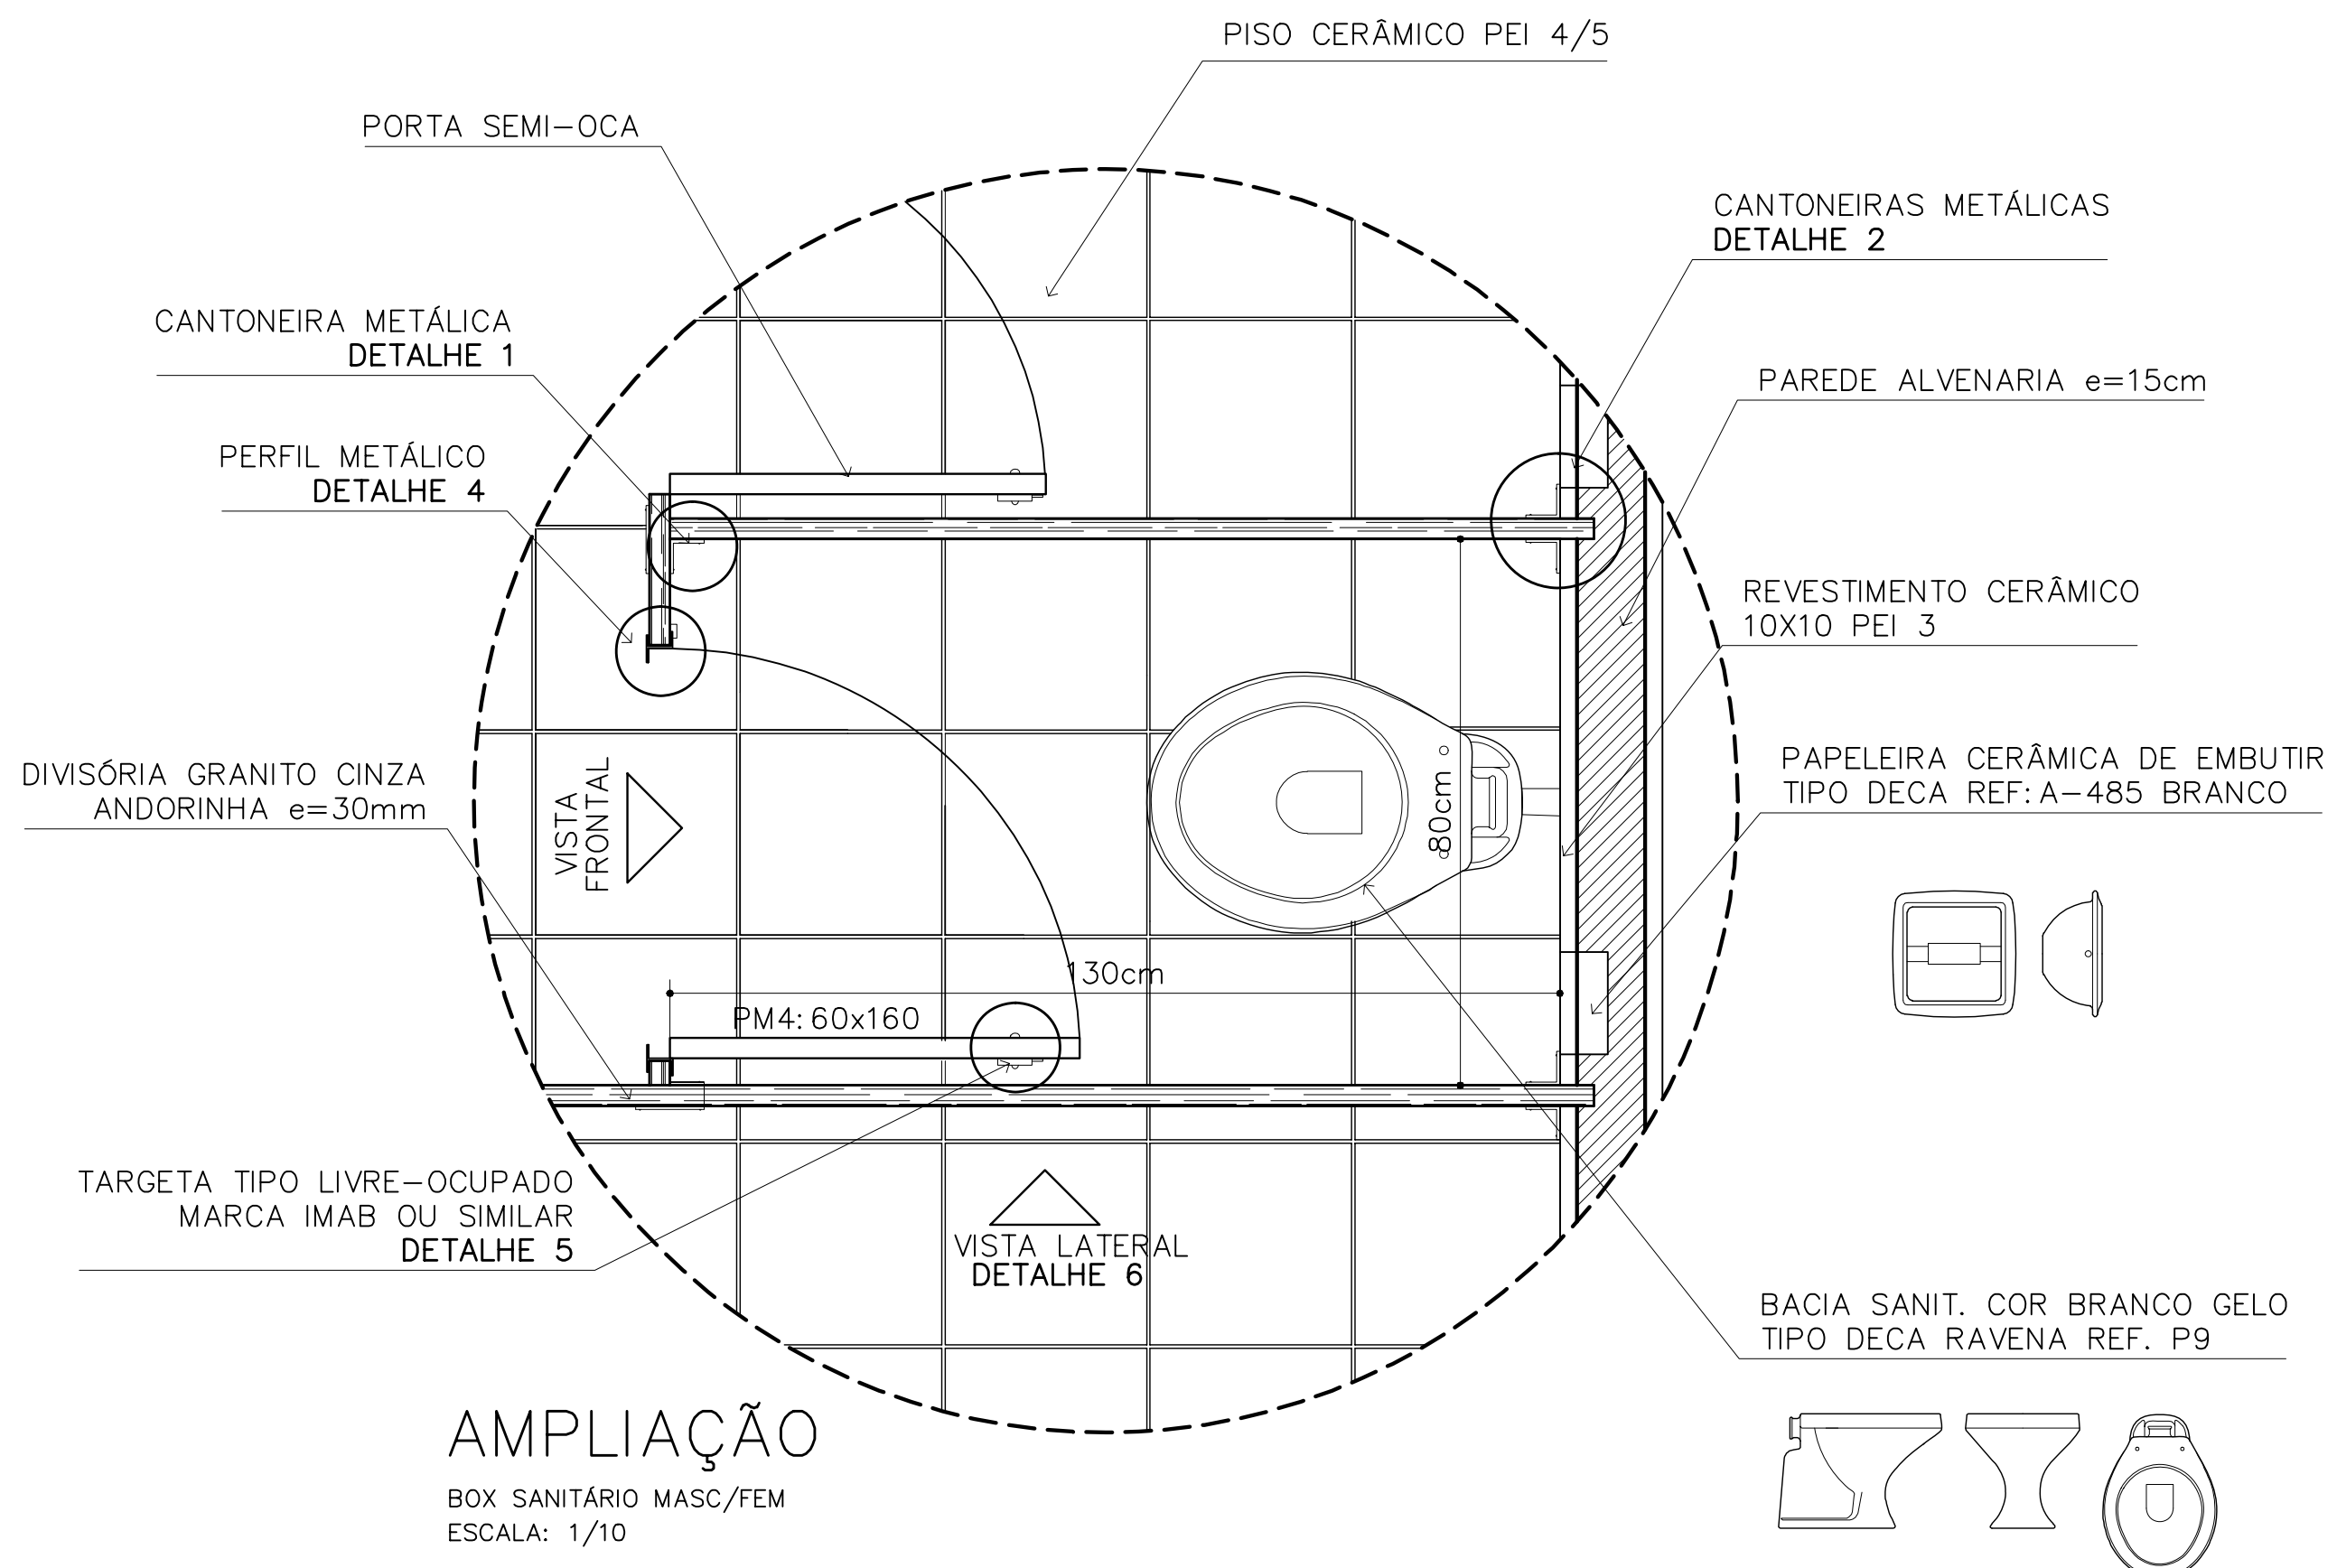 PISO CERÂMICO PEI 4/5
PORTA SEMI-OCA
CANTONEIRAS METÁLICAS
DETALHE 2
CANTONEIRA METÁLICA
DETALHE 1
PAREDE ALVENARIA e=15cm
PERFIL METÁLICO
DETALHE 4
REVESTIMENTO CERÂMICO
10X10 PEI 3
DIVISÓRIA GRANITO CINZA
ANDORINHA e=30mm
VISTA
FRONTAL
80cm
PAPELEIRA CERÂMICA DE EMBUTIR
TIPO DECA REF: A-485 BRANCO
130cm
PM4: 60x160
TARGETA TIPO LIVRE-OCUPADO
MARCA IMAB OU SIMILAR
DETALHE 5
VISTA LATERAL
DETALHE 6
BACIA SANIT. COR BRANCO GELO
TIPO DECA RAVENA REF. P9
AMPLIAÇÃO
BOX SANITÁRIO MASC/FEM
ESCALA: 1/10